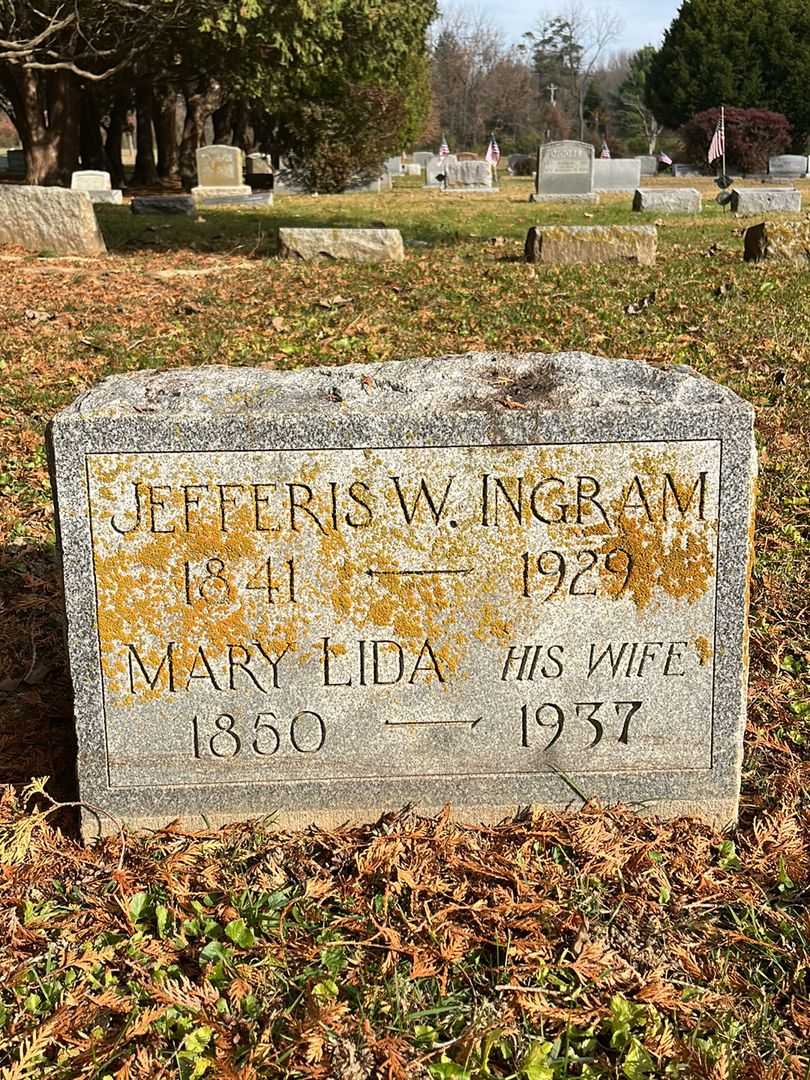 JEFFERIS W. INGRAM
1841 — 1929
MARY LIDA HIS WIFE
1850 — 1937